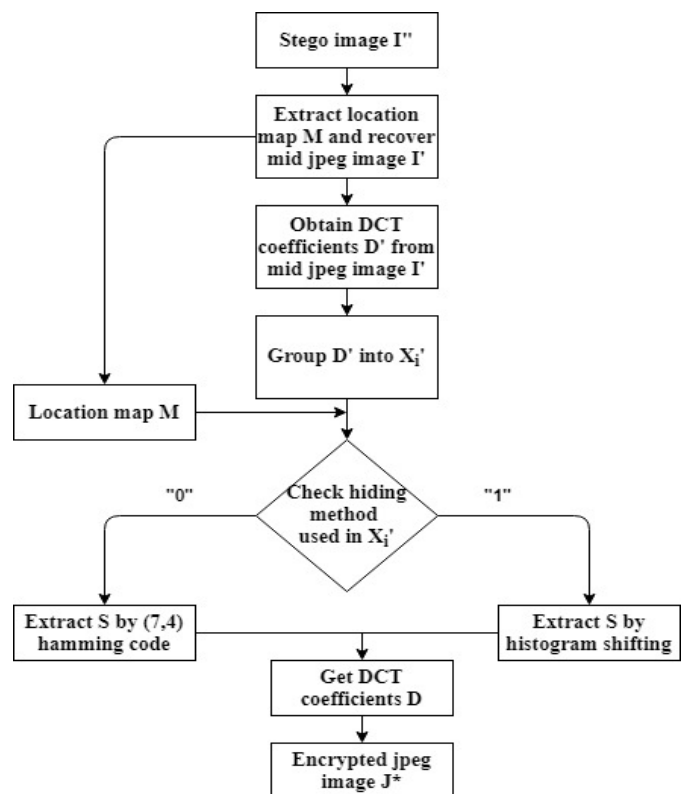 Stego image I"
Extract location
map M and recover
mid jpeg image I'
Obtain DCT
coefficients D' from
mid jpeg image I'
Group D' into Xi'
Location map M
Check hiding
method
used in Xi'
"0"
"1"
Extract S by (7,4)
hamming code
Extract S by
histogram shifting
Get DCT
coefficients D
Encrypted jpeg
image J*